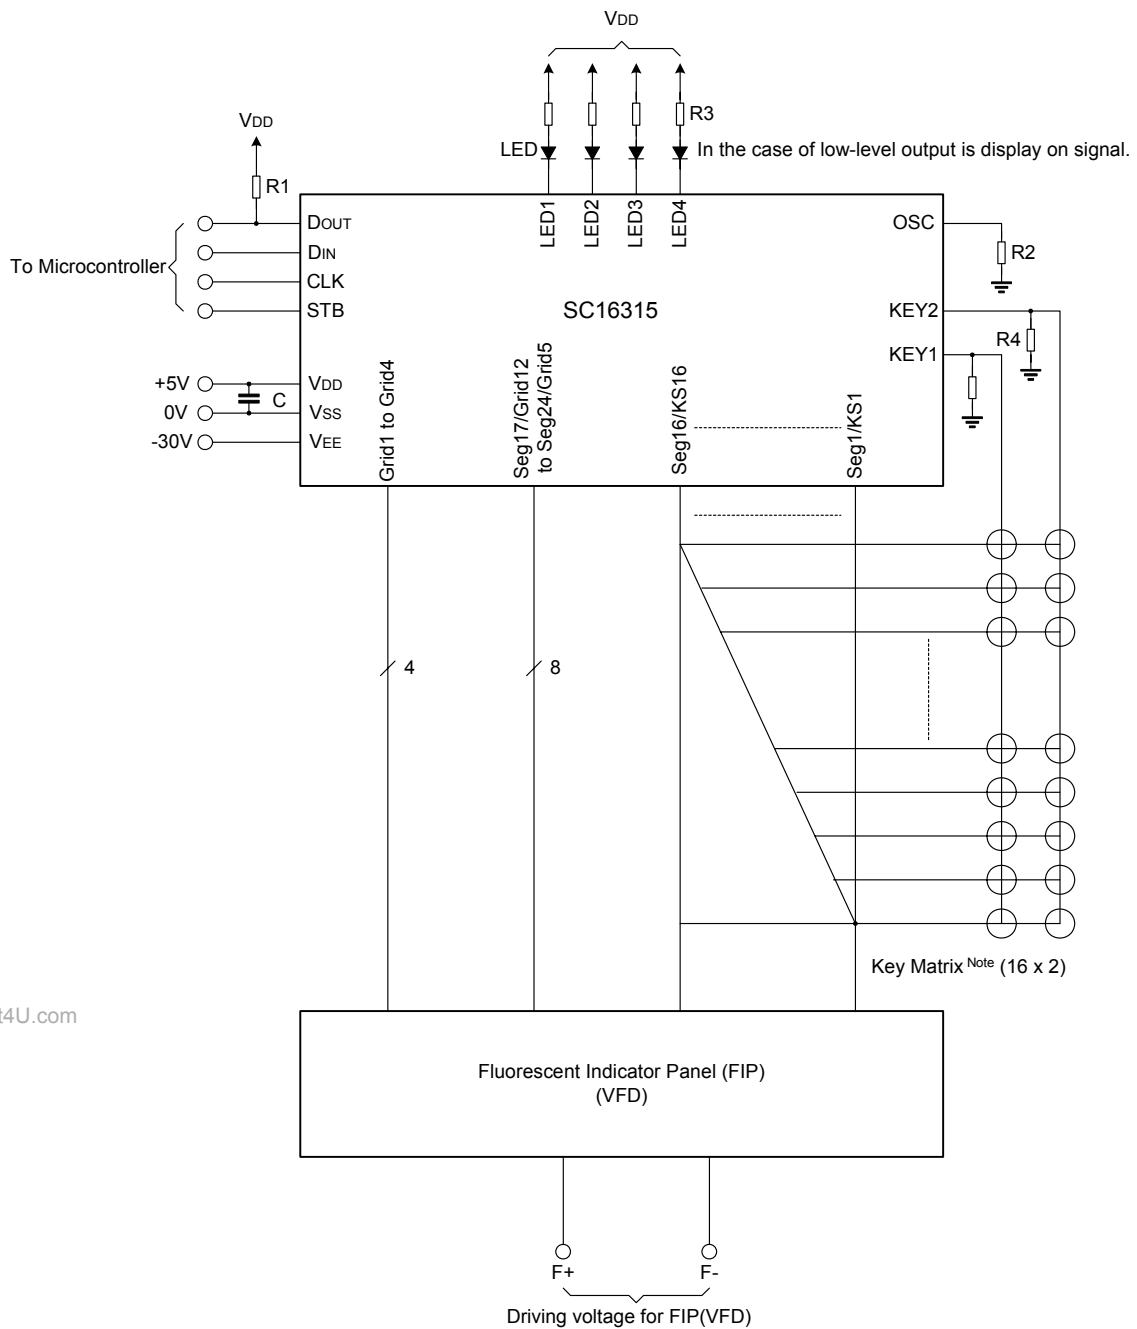 VDD
VDD
R3
LED
In the case of low-level output is display on signal.
R1
To Microcontroller
DOUT
DIN
CLK
STB
LED1
LED2
LED3
LED4
OSC
R2
SC16315
KEY2
R4
KEY1
+5V
0V
-30V
C
VDD
VSS
VEE
Grid1 to Grid4
Seg17/Grid12
to Seg24/Grid5
Seg16/KS16
Seg1/KS1
4
8
Key Matrix Note (16 x 2)
t4U.com
Fluorescent Indicator Panel (FIP)
(VFD)
F+
F-
Driving voltage for FIP(VFD)